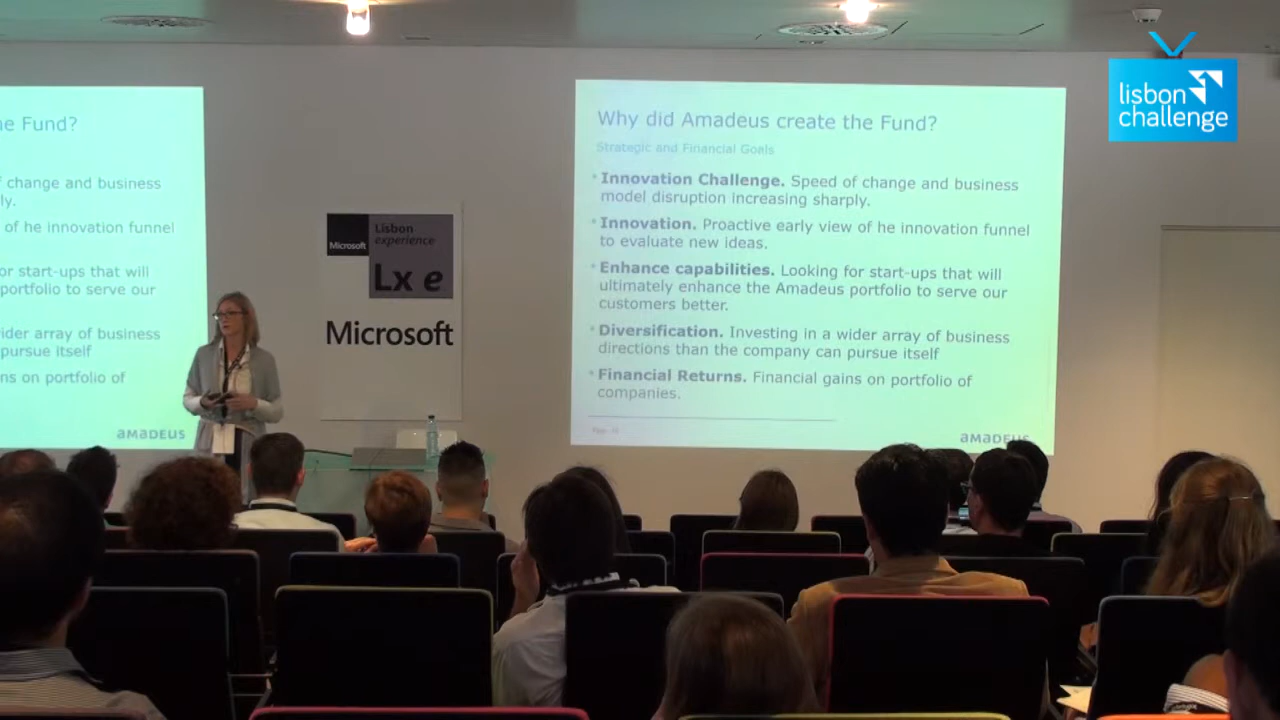 lisbon
challenge
e Fund?
change and business
ly.
of he innovation funnel
or start-ups that will
portfolio to serve our
wider array of business
pursue itself
ns on portfolio of
amadeus
Microsoft
Lisbon
experience
Lx e
Microsoft
Why did Amadeus create the Fund?
Strategic and Financial Goals
• Innovation Challenge. Speed of change and business
model disruption increasing sharply.
• Innovation. Proactive early view of he innovation funnel
to evaluate new ideas.
• Enhance capabilities. Looking for start-ups that will
ultimately enhance the Amadeus portfolio to serve our
customers better.
• Diversification. Investing in a wider array of business
directions than the company can pursue itself
• Financial Returns. Financial gains on portfolio of
companies.
amadeus